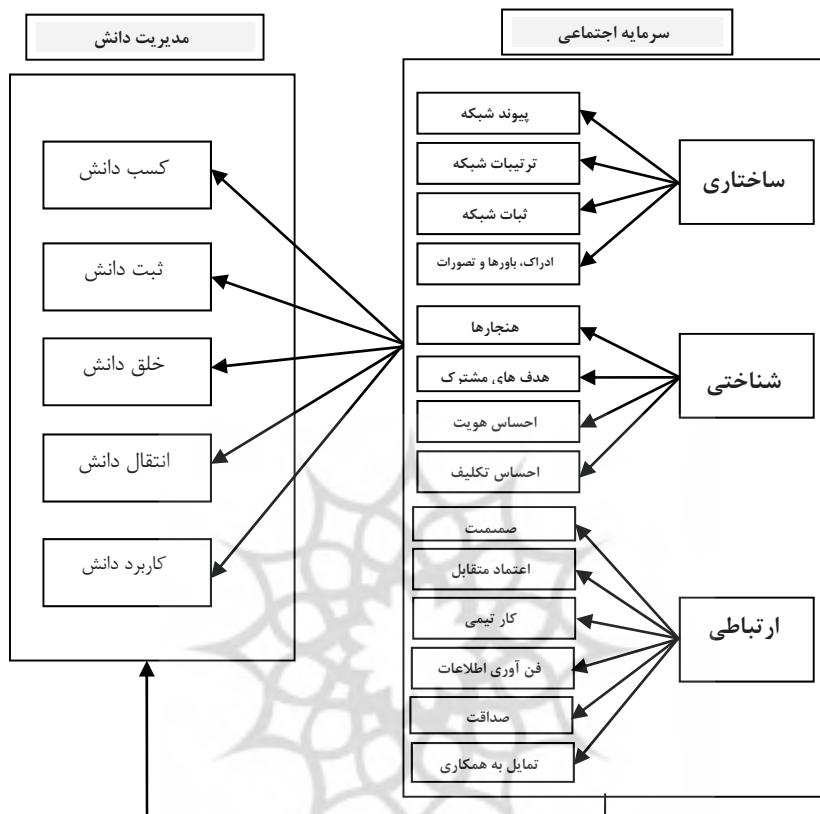 سرمایه اجتماعی
مدیریت دانش
ساختاری
پیوند شبکه
ترتیبات شبکه
ثبات شبکه
ادراک، باورها و تصورات
شناختی
هنجارها
هدف های مشترک
احساس هویت
احساس تکلیف
ارتباطی
صمیمیت
اعتماد متقابل
کار تیمی
فن آوری اطلاعات
صداقت
تمایل به همکاری
کسب دانش
ثبت دانش
خلق دانش
انتقال دانش
کاربرد دانش